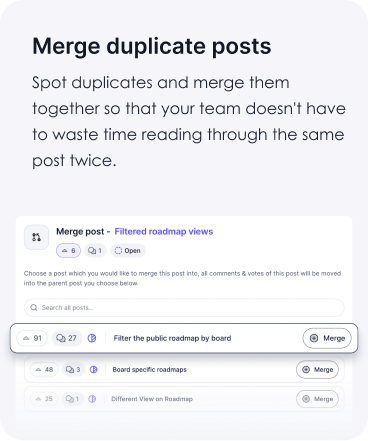 Merge duplicate posts
Spot duplicates and merge them
together so that your team doesn't have
to waste time reading through the same
post twice.
Merge post - Filtered roadmap views
6 1 Open
Choose a post which you would like to merge this post into, all comments & votes of this post will be moved
into the parent post you choose below.
Search all posts...
91 27 Filter the public roadmap by board Merge
48 3 Board specific roadmaps Merge
25 1 Different View on Roadmap Merge